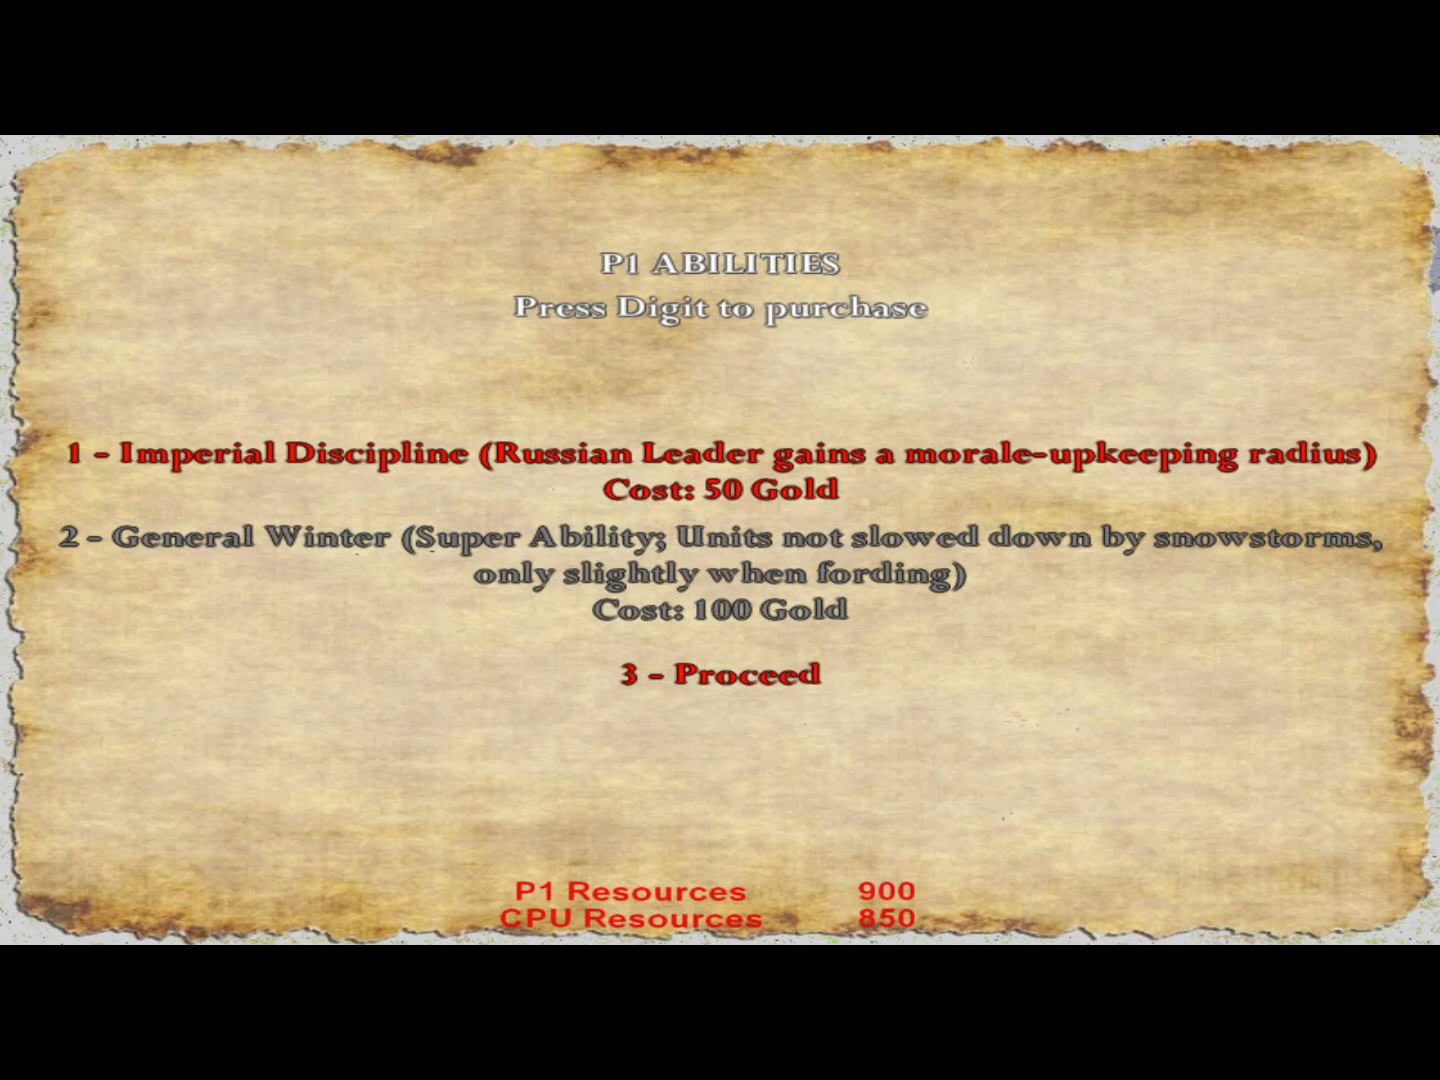 P1 ABILITIES
Press Digit to purchase
1 - Imperial Discipline (Russian Leader gains a morale-upkeeping radius)
Cost: 50 Gold
2 - General Winter (Super Ability; Units not slowed down by snowstorms,
only slightly when fording)
Cost: 100 Gold
3 - Proceed
P1 Resources 900
CPU Resources 850